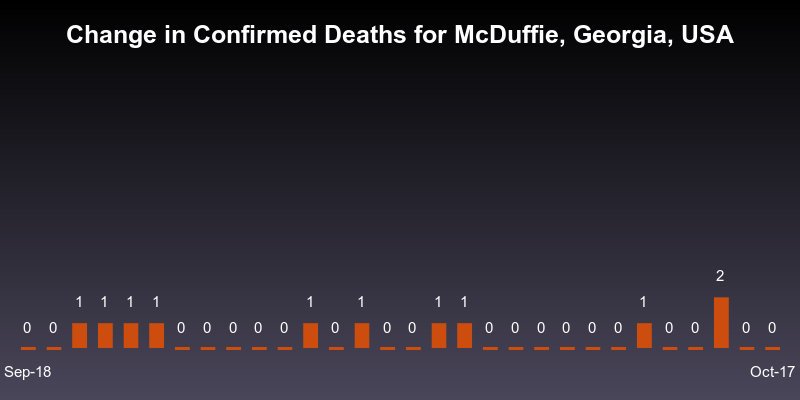 Change in Confirmed Deaths for McDuffie, Georgia, USA
2
1 1 1 1 1 1 1 1 1
0 0 0 0 0 0 0 0 0 0 0 0 0 0 0 0 0 0 0 0
Sep-18 Oct-17